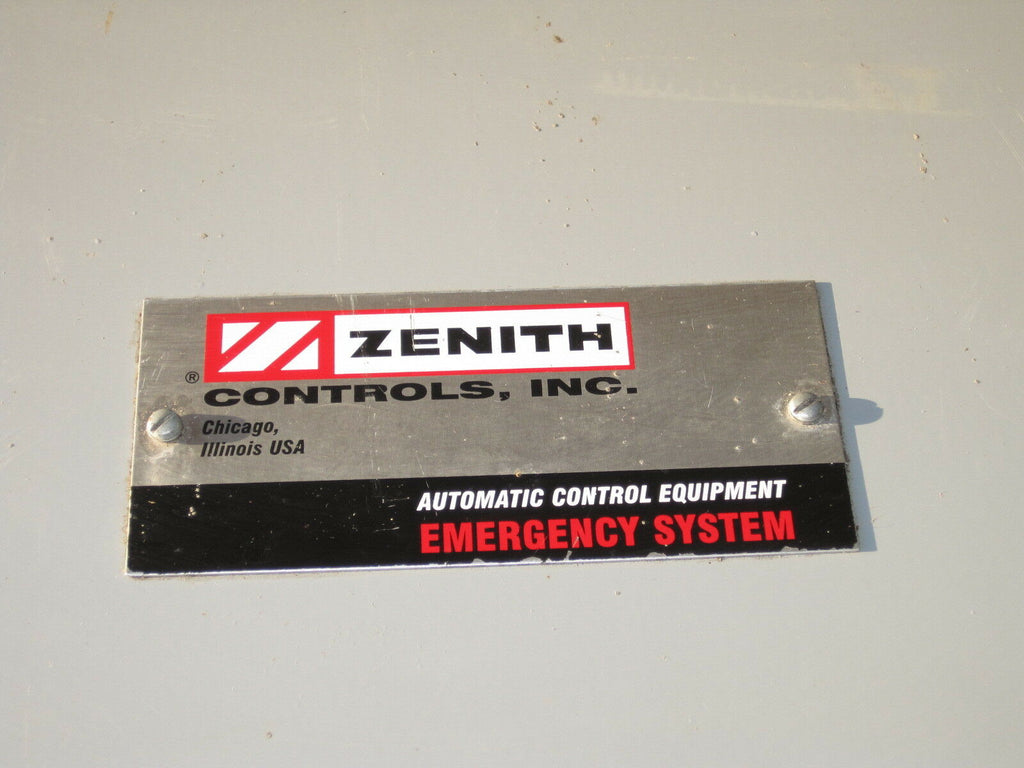 ZENITH
® CONTROLS, INC.
Chicago,
Illinois USA
AUTOMATIC CONTROL EQUIPMENT
EMERGENCY SYSTEM